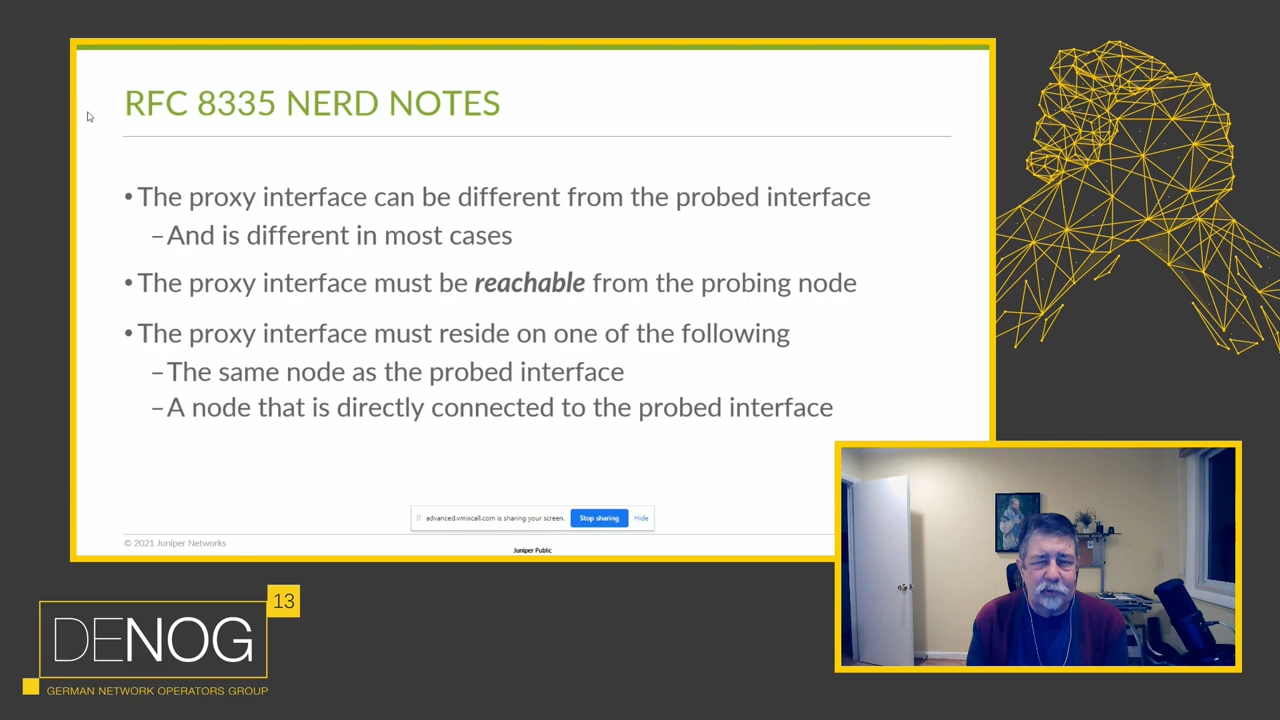 RFC 8335 NERD NOTES
• The proxy interface can be different from the probed interface
– And is different in most cases
• The proxy interface must be reachable from the probing node
• The proxy interface must reside on one of the following
– The same node as the probed interface
– A node that is directly connected to the probed interface
advanced.vmixcall.com is sharing your screen. Stop sharing Hide
© 2021 Juniper Networks
Juniper Public
13
DENOG
GERMAN NETWORK OPERATORS GROUP